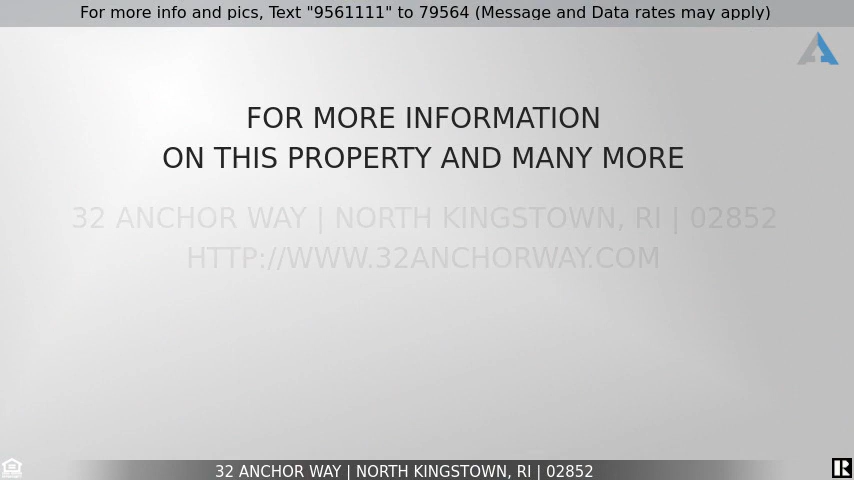 For more info and pics, Text "9561111" to 79564 (Message and Data rates may apply)
FOR MORE INFORMATION
ON THIS PROPERTY AND MANY MORE
32 ANCHOR WAY | NORTH KINGSTOWN, RI | 02852
HTTP://WWW.32ANCHORWAY.COM
32 ANCHOR WAY | NORTH KINGSTOWN, RI | 02852